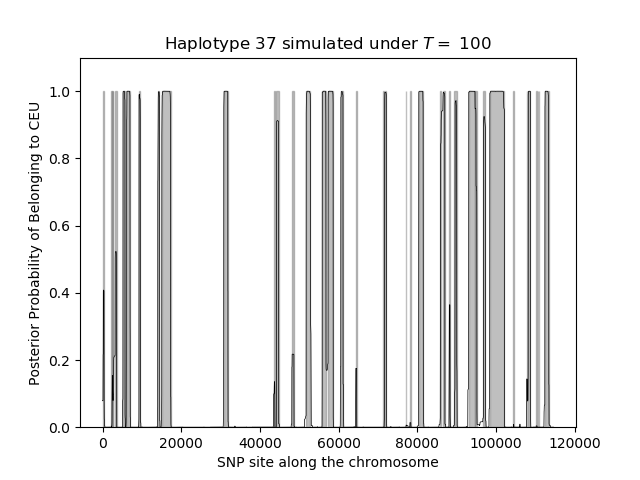 Haplotype 37 simulated under T = 100
Posterior Probability of Belonging to CEU
1.0
0.8
0.6
0.4
0.2
0.0
0 20000 40000 60000 80000 100000 120000
SNP site along the chromosome